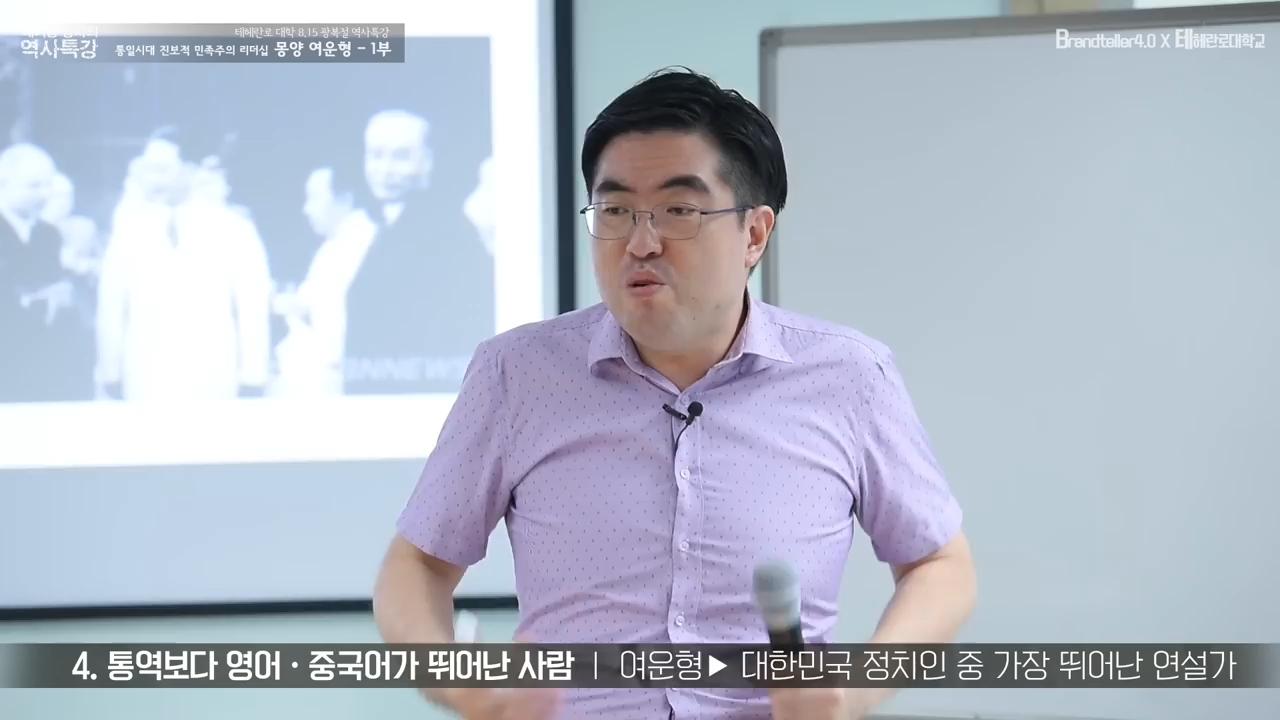 역사특강
테헤란로 대학 8.15 광복절 역사특강
통일시대 진보적 민족주의 리더십 몽양 여운형 - 1부
Brandteller4.0 X 테헤란로대학교
4. 통역보다 영어·중국어가 뛰어난 사람 | 여운형▶ 대한민국 정치인 중 가장 뛰어난 연설가